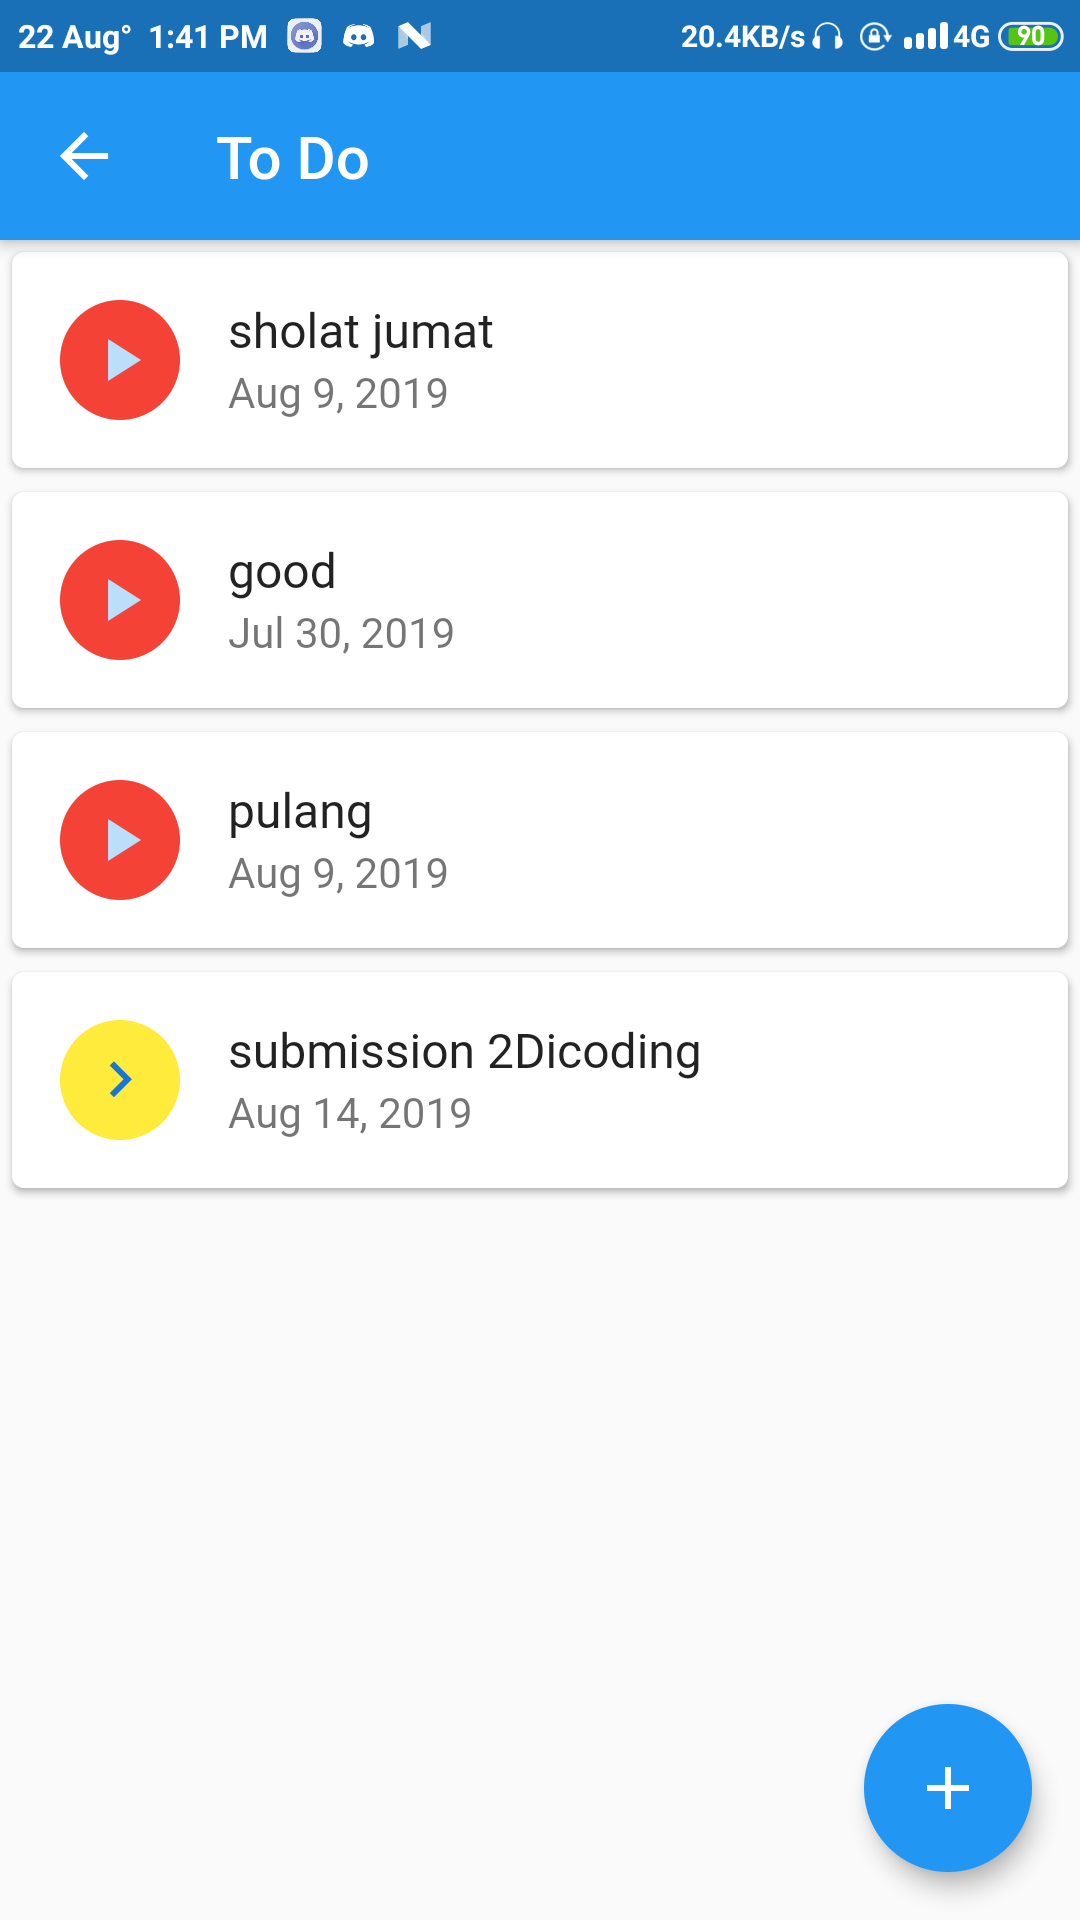 22 Aug° 1:41 PM 20.4KB/s 4G 90
To Do
sholat jumat
Aug 9, 2019
good
Jul 30, 2019
pulang
Aug 9, 2019
submission 2Dicoding
Aug 14, 2019